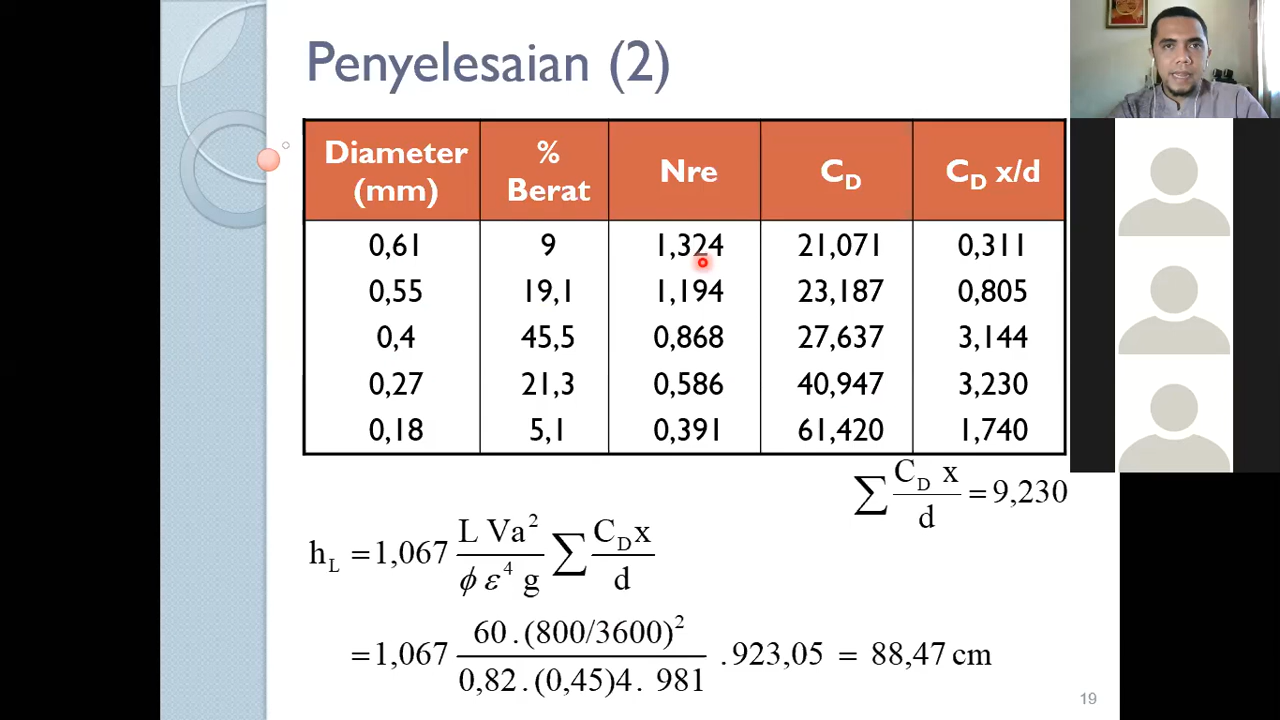 Penyelesaian (2)
Diameter (mm) % Berat Nre C_D C_D x/d
0,61 9 1,324 21,071 0,311
0,55 19,1 1,194 23,187 0,805
0,4 45,5 0,868 27,637 3,144
0,27 21,3 0,586 40,947 3,230
0,18 5,1 0,391 61,420 1,740
∑ C_D x / d = 9,230
h_L = 1,067 L Va² / ϕ ε⁴ g ∑ C_D x / d
= 1,067 60 . (800/3600)² / 0,82 . (0,45)4 . 981 . 923,05 = 88,47 cm
19